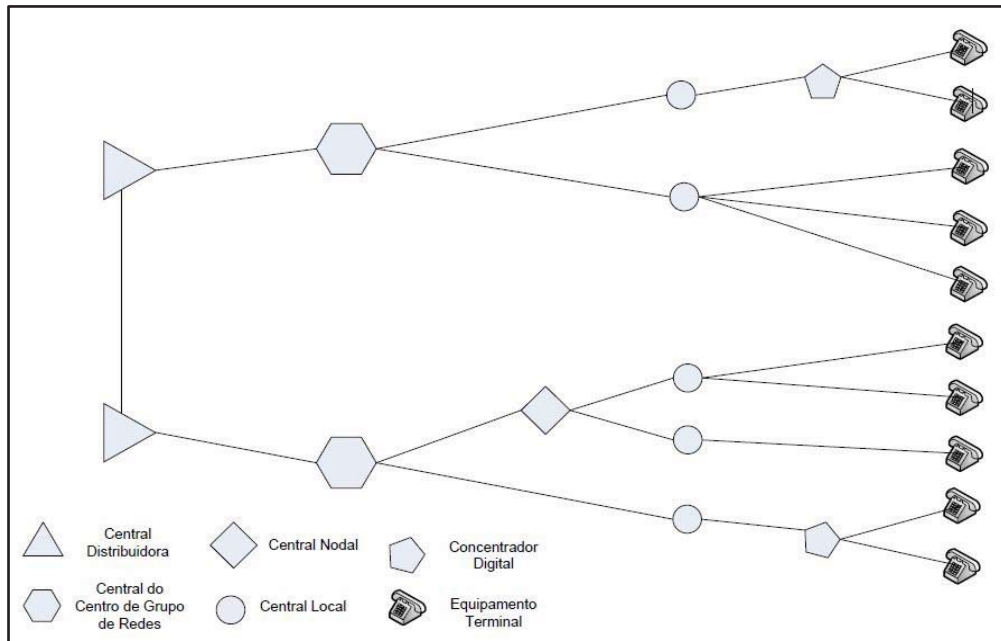 Central
Distribuidora
Central Nodal
Concentrador
Digital
Central do
Centro de Grupo
de Redes
Central Local
Equipamento
Terminal